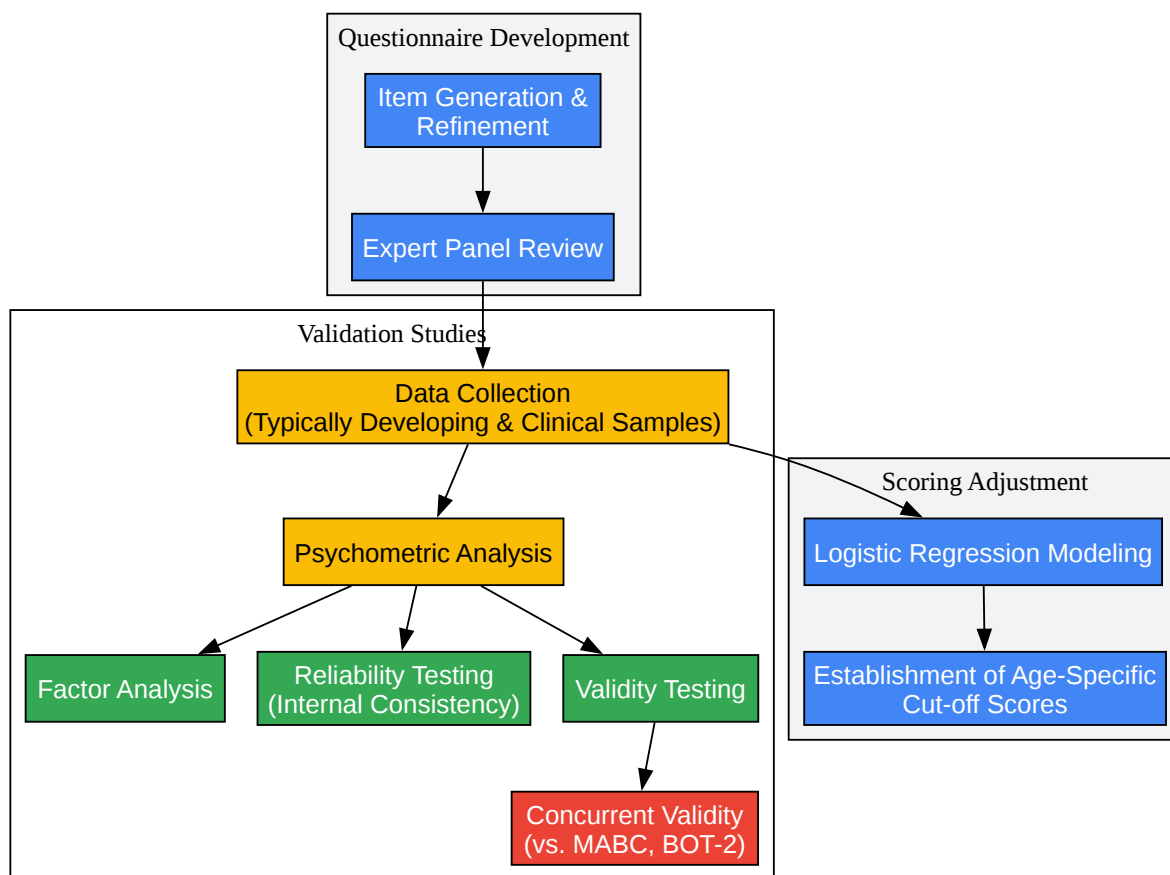 Questionnaire Development
Item Generation &
Refinement
Expert Panel Review
Validation Studies
Data Collection
(Typically Developing & Clinical Samples)
Scoring Adjustment
Psychometric Analysis
Logistic Regression Modeling
Factor Analysis
Reliability Testing
(Internal Consistency)
Validity Testing
Establishment of Age-Specific
Cut-off Scores
Concurrent Validity
(vs. MABC, BOT-2)